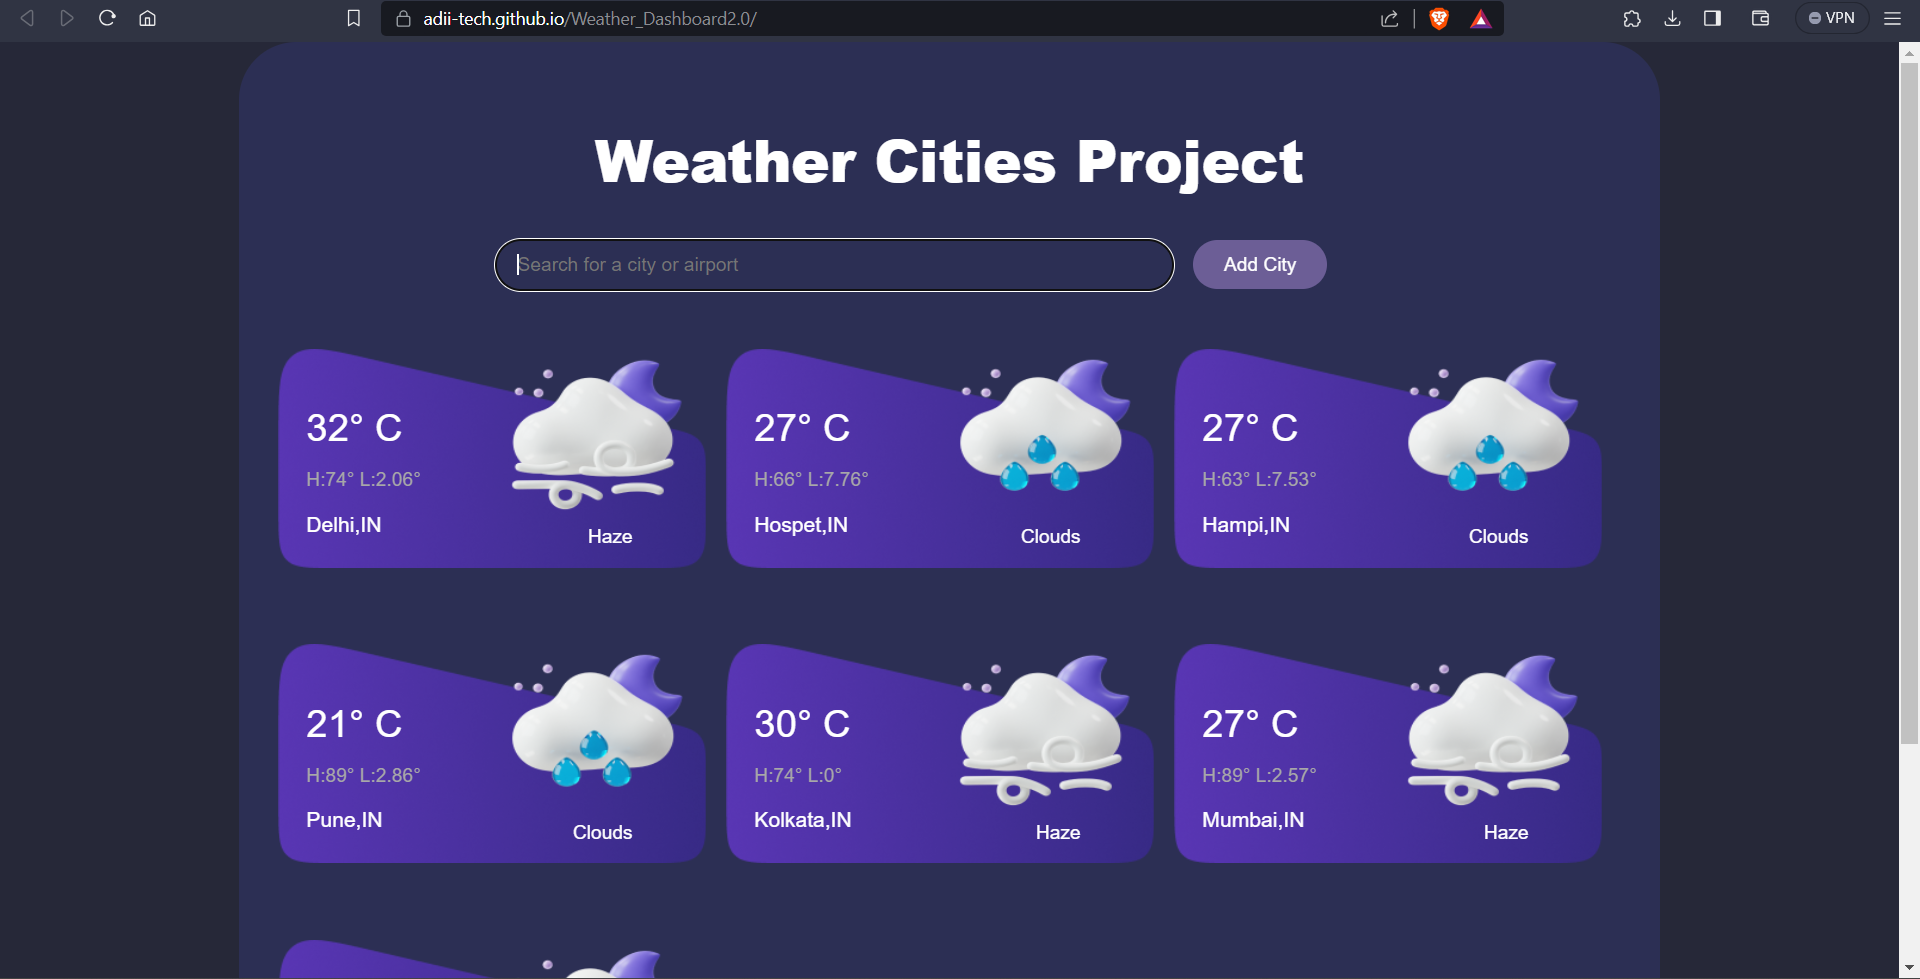 adii-tech.github.io/Weather_Dashboard2.0/
VPN
Weather Cities Project
Search for a city or airport
Add City
32° C
H:74° L:2.06°
Delhi,IN
Haze
27° C
H:66° L:7.76°
Hospet,IN
Clouds
27° C
H:63° L:7.53°
Hampi,IN
Clouds
21° C
H:89° L:2.86°
Pune,IN
Clouds
30° C
H:74° L:0°
Kolkata,IN
Haze
27° C
H:89° L:2.57°
Mumbai,IN
Haze